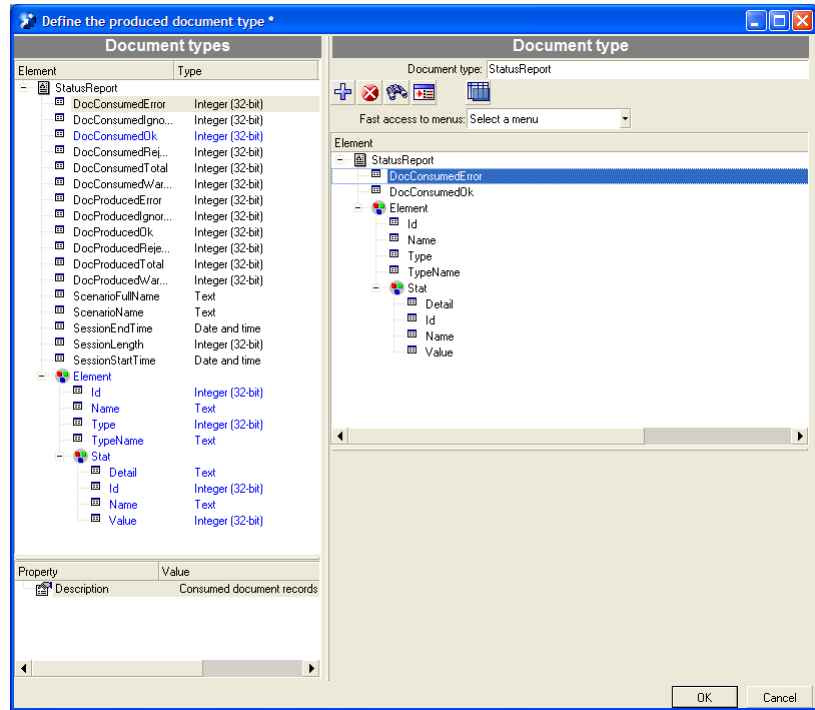 Define the produced document type *
Document types
Element Type
StatusReport
DocConsumedError Integer (32-bit)
DocConsumedIgno... Integer (32-bit)
DocConsumedOk Integer (32-bit)
DocConsumedRej... Integer (32-bit)
DocConsumedTotal Integer (32-bit)
DocConsumedWar... Integer (32-bit)
DocProducedError Integer (32-bit)
DocProducedIgnor... Integer (32-bit)
DocProducedOk Integer (32-bit)
DocProducedReje... Integer (32-bit)
DocProducedTotal Integer (32-bit)
DocProducedWar... Integer (32-bit)
ScenarioFullName Text
ScenarioName Text
SessionEndTime Date and time
SessionLength Integer (32-bit)
SessionStartTime Date and time
Element
Id Integer (32-bit)
Name Text
Type Integer (32-bit)
TypeName Text
Stat
Detail Text
Id Integer (32-bit)
Name Text
Value Integer (32-bit)
Property Value
Description Consumed document records
Document type
Document type: StatusReport
Fast access to menus: Select a menu
Element
StatusReport
DocConsumedError
DocConsumedOk
Element
Id
Name
Type
TypeName
Stat
Detail
Id
Name
Value
OK Cancel